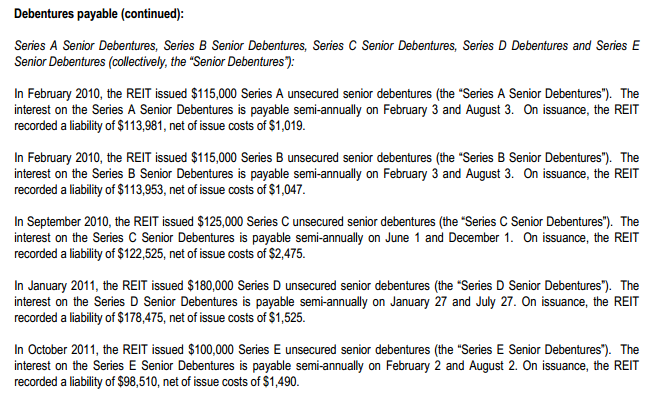 Debentures payable (continued):
Series A Senior Debentures, Series B Senior Debentures, Series C Senior Debentures, Series D Debentures and Series E
Senior Debentures (collectively, the “Senior Debentures”):
In February 2010, the REIT issued $115,000 Series A unsecured senior debentures (the “Series A Senior Debentures”). The
interest on the Series A Senior Debentures is payable semi-annually on February 3 and August 3. On issuance, the REIT
recorded a liability of $113,981, net of issue costs of $1,019.
In February 2010, the REIT issued $115,000 Series B unsecured senior debentures (the “Series B Senior Debentures”). The
interest on the Series B Senior Debentures is payable semi-annually on February 3 and August 3. On issuance, the REIT
recorded a liability of $113,953, net of issue costs of $1,047.
In September 2010, the REIT issued $125,000 Series C unsecured senior debentures (the “Series C Senior Debentures”). The
interest on the Series C Senior Debentures is payable semi-annually on June 1 and December 1. On issuance, the REIT
recorded a liability of $122,525, net of issue costs of $2,475.
In January 2011, the REIT issued $180,000 Series D unsecured senior debentures (the “Series D Senior Debentures”). The
interest on the Series D Senior Debentures is payable semi-annually on January 27 and July 27. On issuance, the REIT
recorded a liability of $178,475, net of issue costs of $1,525.
In October 2011, the REIT issued $100,000 Series E unsecured senior debentures (the “Series E Senior Debentures”). The
interest on the Series E Senior Debentures is payable semi-annually on February 2 and August 2. On issuance, the REIT
recorded a liability of $98,510, net of issue costs of $1,490.